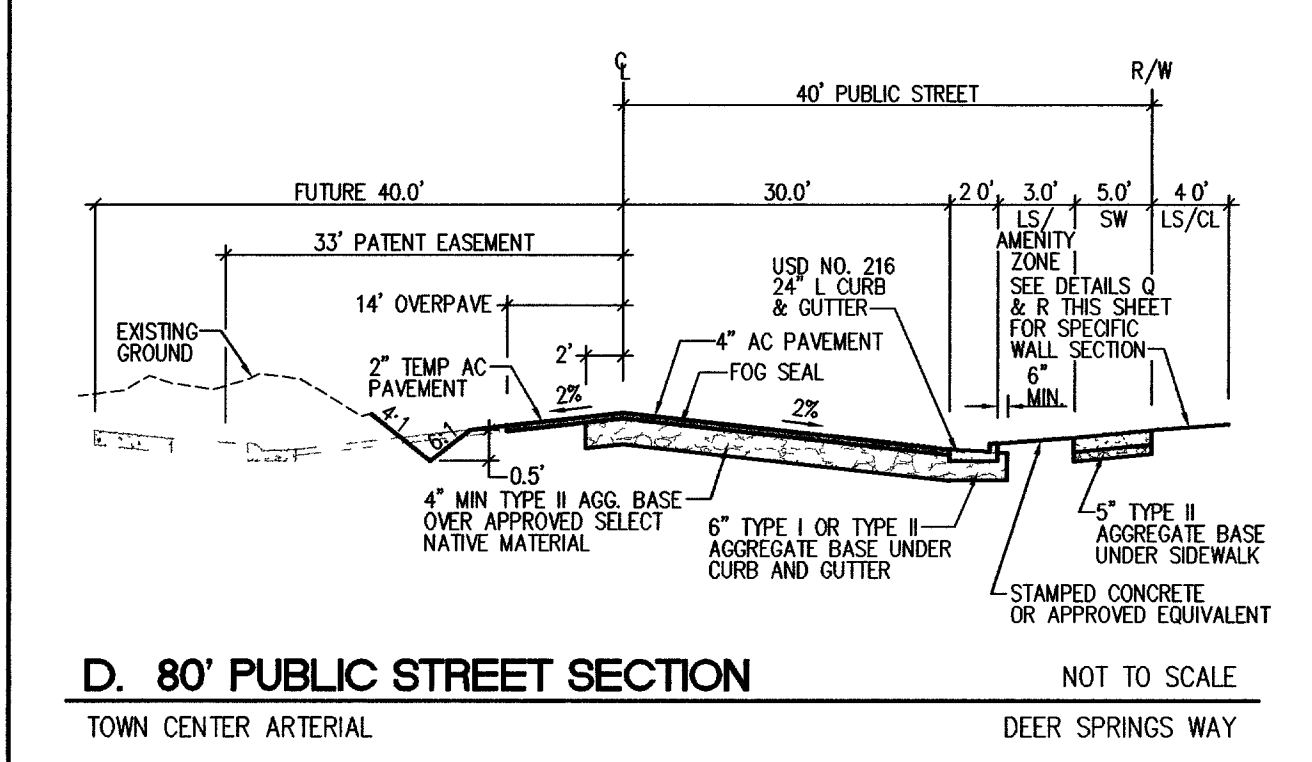 ℄
R/W
40' PUBLIC STREET
FUTURE 40.0'
30.0'
2 0'
3.0'
5.0'
4 0'
LS/
AMENITY
ZONE
SW
LS/CL
33' PATENT EASEMENT
14' OVERPAVE
2'
USD NO. 216
24" L CURB
& GUTTER
SEE DETAILS Q
& R THIS SHEET
FOR SPECIFIC
WALL SECTION
6"
MIN.
EXISTING
GROUND
2" TEMP AC
PAVEMENT
4" AC PAVEMENT
FOG SEAL
2%
2%
4·1
6·1
0.5'
4" MIN TYPE II AGG. BASE
OVER APPROVED SELECT
NATIVE MATERIAL
6" TYPE I OR TYPE II
AGGREGATE BASE UNDER
CURB AND GUTTER
5" TYPE II
AGGREGATE BASE
UNDER SIDEWALK
STAMPED CONCRETE
OR APPROVED EQUIVALENT
D. 80' PUBLIC STREET SECTION
NOT TO SCALE
TOWN CENTER ARTERIAL
DEER SPRINGS WAY